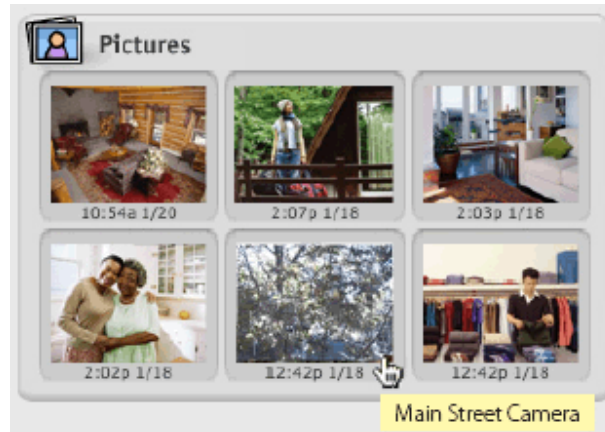 Pictures
10:54a 1/20
2:07p 1/18
2:03p 1/18
2:02p 1/18
12:42p 1/18
12:42p 1/18
Main Street Camera